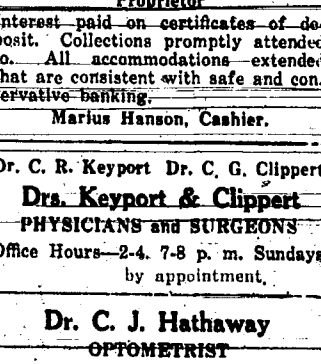 Proprietor
Interest paid on certificates of de-
posit. Collections promptly attended
to. All accommodations extended
that are consistent with safe and con-
servative banking.
Marius Hanson, Cashier.
Dr. C. R. Keyport Dr. C. G. Clippert
Drs. Keyport & Clippert
PHYSICIANS and SURGEONS
Office Hours—2-4, 7-8 p. m. Sundays
by appointment.
Dr. C. J. Hathaway
OPTOMETRIST